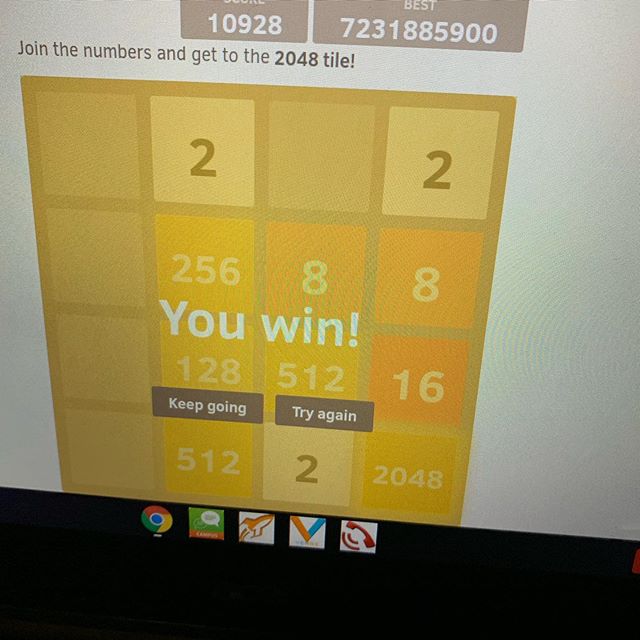 SCORE BEST
10928 7231885900
Join the numbers and get to the 2048 tile!
2 2
256 8 8
You win!
128 512 16
Keep going Try again
512 2 2048
CAMPUS